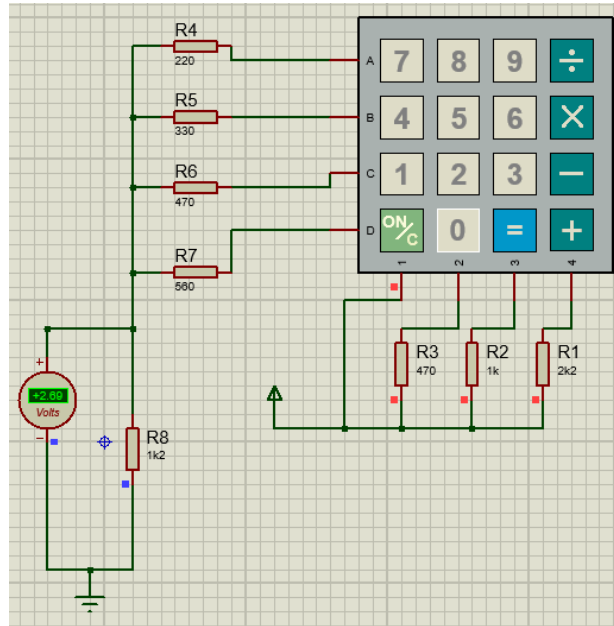 R4
220
R5
330
R6
470
R7
560
A 7 8 9 ÷
B 4 5 6 ×
C 1 2 3 −
D ON/C 0 = +
1 2 3 4
R3
470
R2
1k
R1
2k2
+
+2.69
Volts
−
R8
1k2